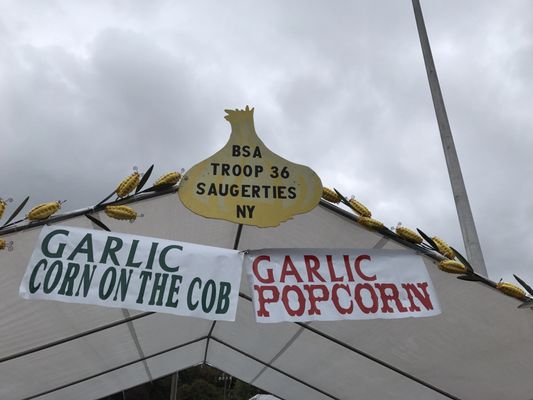 BSA
TROOP 36
SAUGERTIES
NY
GARLIC
CORN ON THE COB
GARLIC
POPCORN